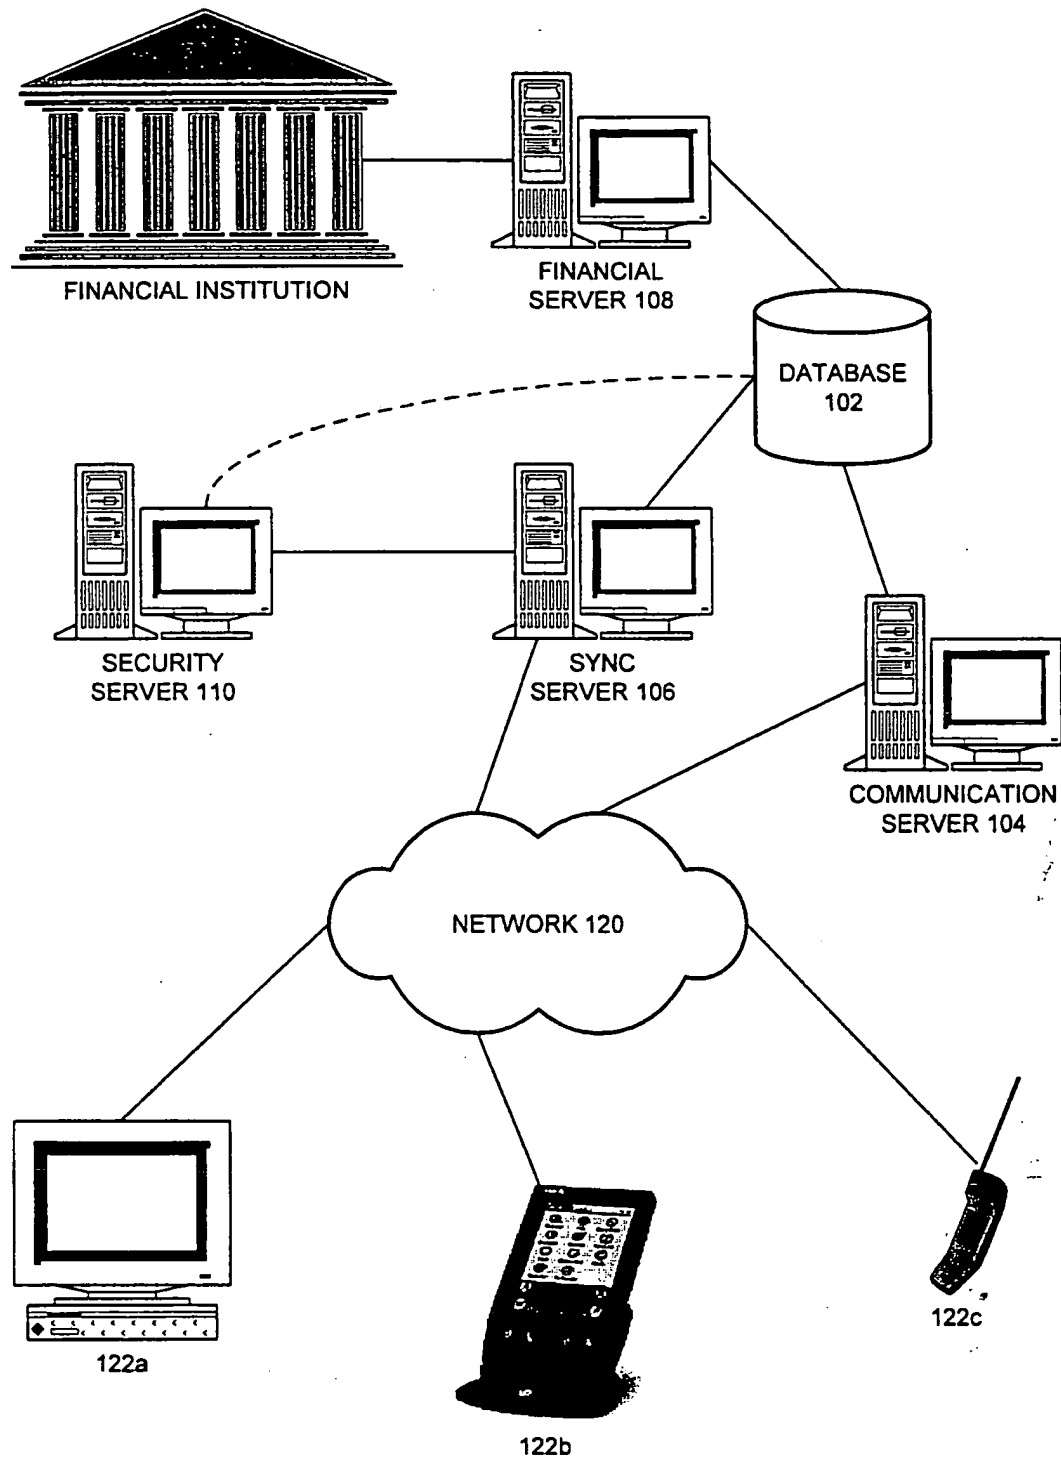 FINANCIAL INSTITUTION
FINANCIAL
SERVER 108
DATABASE
102
SECURITY
SERVER 110
SYNC
SERVER 106
COMMUNICATION
SERVER 104
NETWORK 120
122a
122b
122c